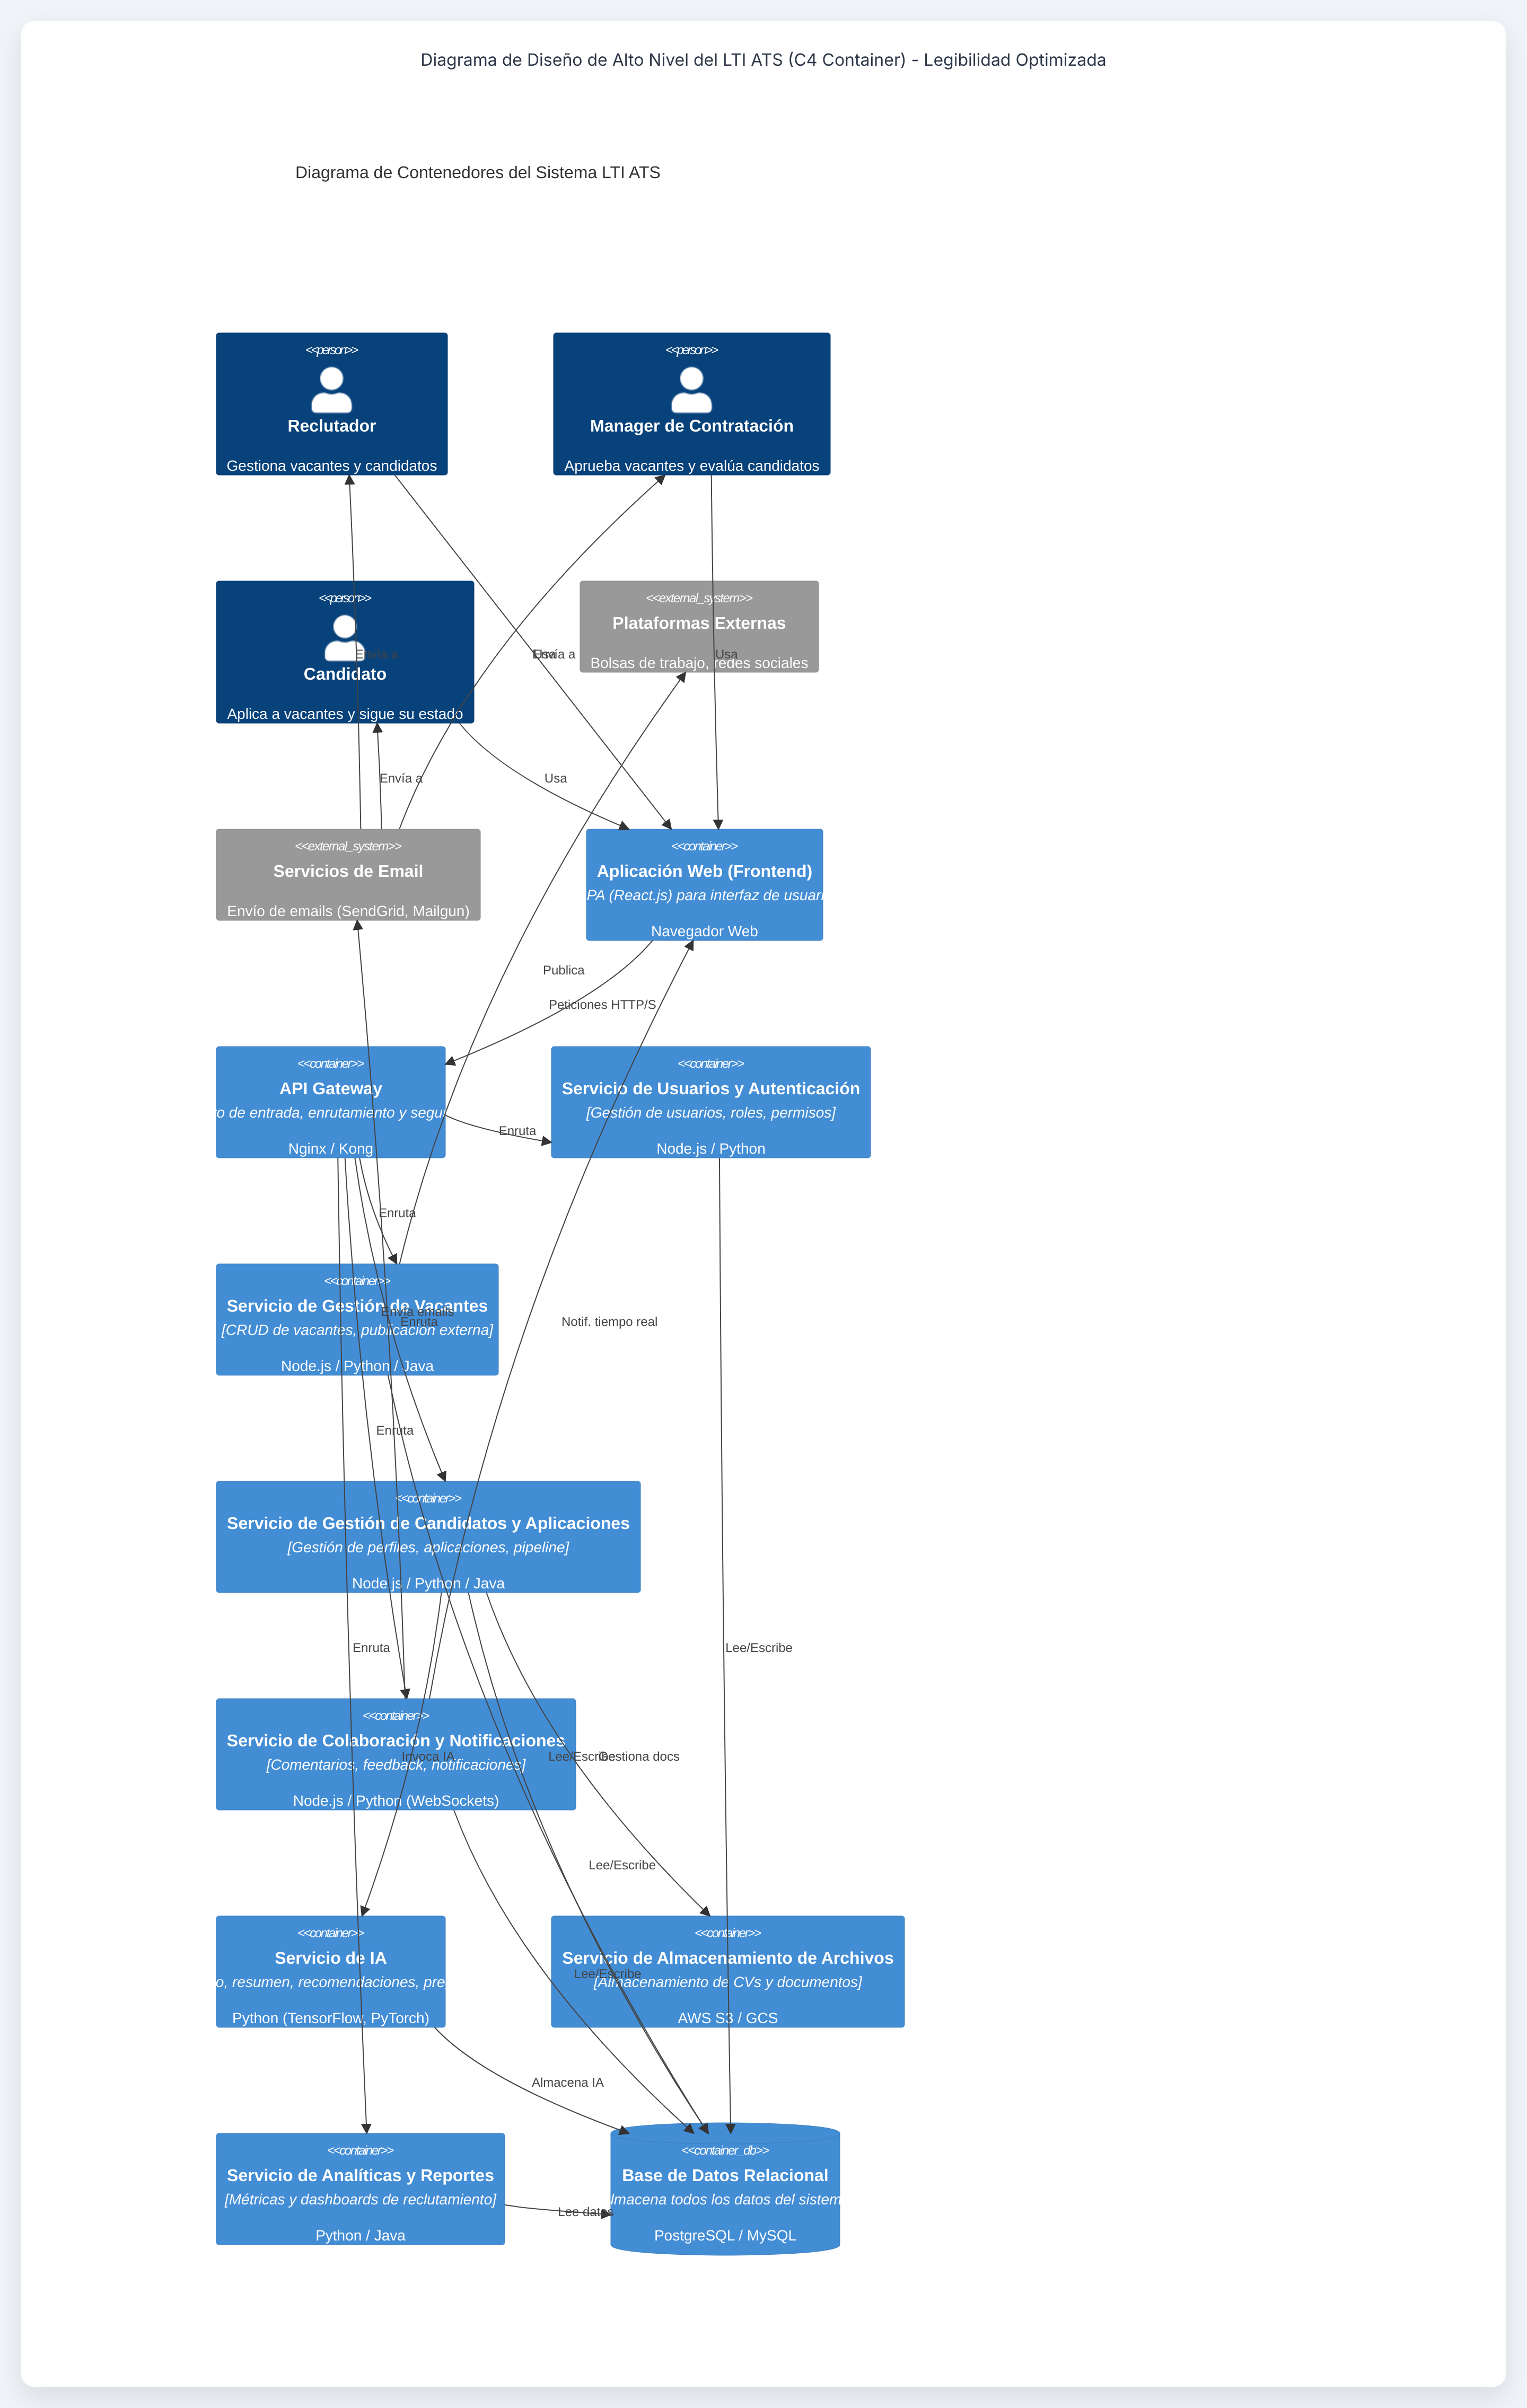 Diagrama de Diseño de Alto Nivel del LTI ATS (C4 Container) - Legibilidad Optimizada
Diagrama de Contenedores del Sistema LTI ATS
<<person>>
Reclutador
Gestiona vacantes y candidatos
<<person>>
Manager de Contratación
Aprueba vacantes y evalúa candidatos
<<person>>
Candidato
Aplica a vacantes y sigue su estado
<<external_system>>
Plataformas Externas
Bolsas de trabajo, redes sociales
Envía a
Usa
Envía a
Usa
Envía a
Usa
<<external_system>>
Servicios de Email
Envío de emails (SendGrid, Mailgun)
<<container>>
Aplicación Web (Frontend)
PA (React.js) para interfaz de usuari
Navegador Web
Publica
Peticiones HTTP/S
<<container>>
API Gateway
o de entrada, enrutamiento y segu
Nginx / Kong
<<container>>
Servicio de Usuarios y Autenticación
[Gestión de usuarios, roles, permisos]
Node.js / Python
Enruta
Enruta
<<container>>
Servicio de Gestión de Vacantes
[CRUD de vacantes, publicación externa]
Node.js / Python / Java
Envía emails
Enruta
Notif. tiempo real
Enruta
<<container>>
Servicio de Gestión de Candidatos y Aplicaciones
[Gestión de perfiles, aplicaciones, pipeline]
Node.js / Python / Java
Enruta
Lee/Escribe
<<container>>
Servicio de Colaboración y Notificaciones
[Comentarios, feedback, notificaciones]
Node.js / Python (WebSockets)
Invoca IA
Lee/Escribe
Gestiona docs
Lee/Escribe
<<container>>
Servicio de IA
o, resumen, recomendaciones, pre
Python (TensorFlow, PyTorch)
<<container>>
Servicio de Almacenamiento de Archivos
[Almacenamiento de CVs y documentos]
AWS S3 / GCS
Lee/Escribe
Almacena IA
<<container>>
Servicio de Analíticas y Reportes
[Métricas y dashboards de reclutamiento]
Python / Java
Lee datos
<<container_db>>
Base de Datos Relacional
lmacena todos los datos del sistem
PostgreSQL / MySQL